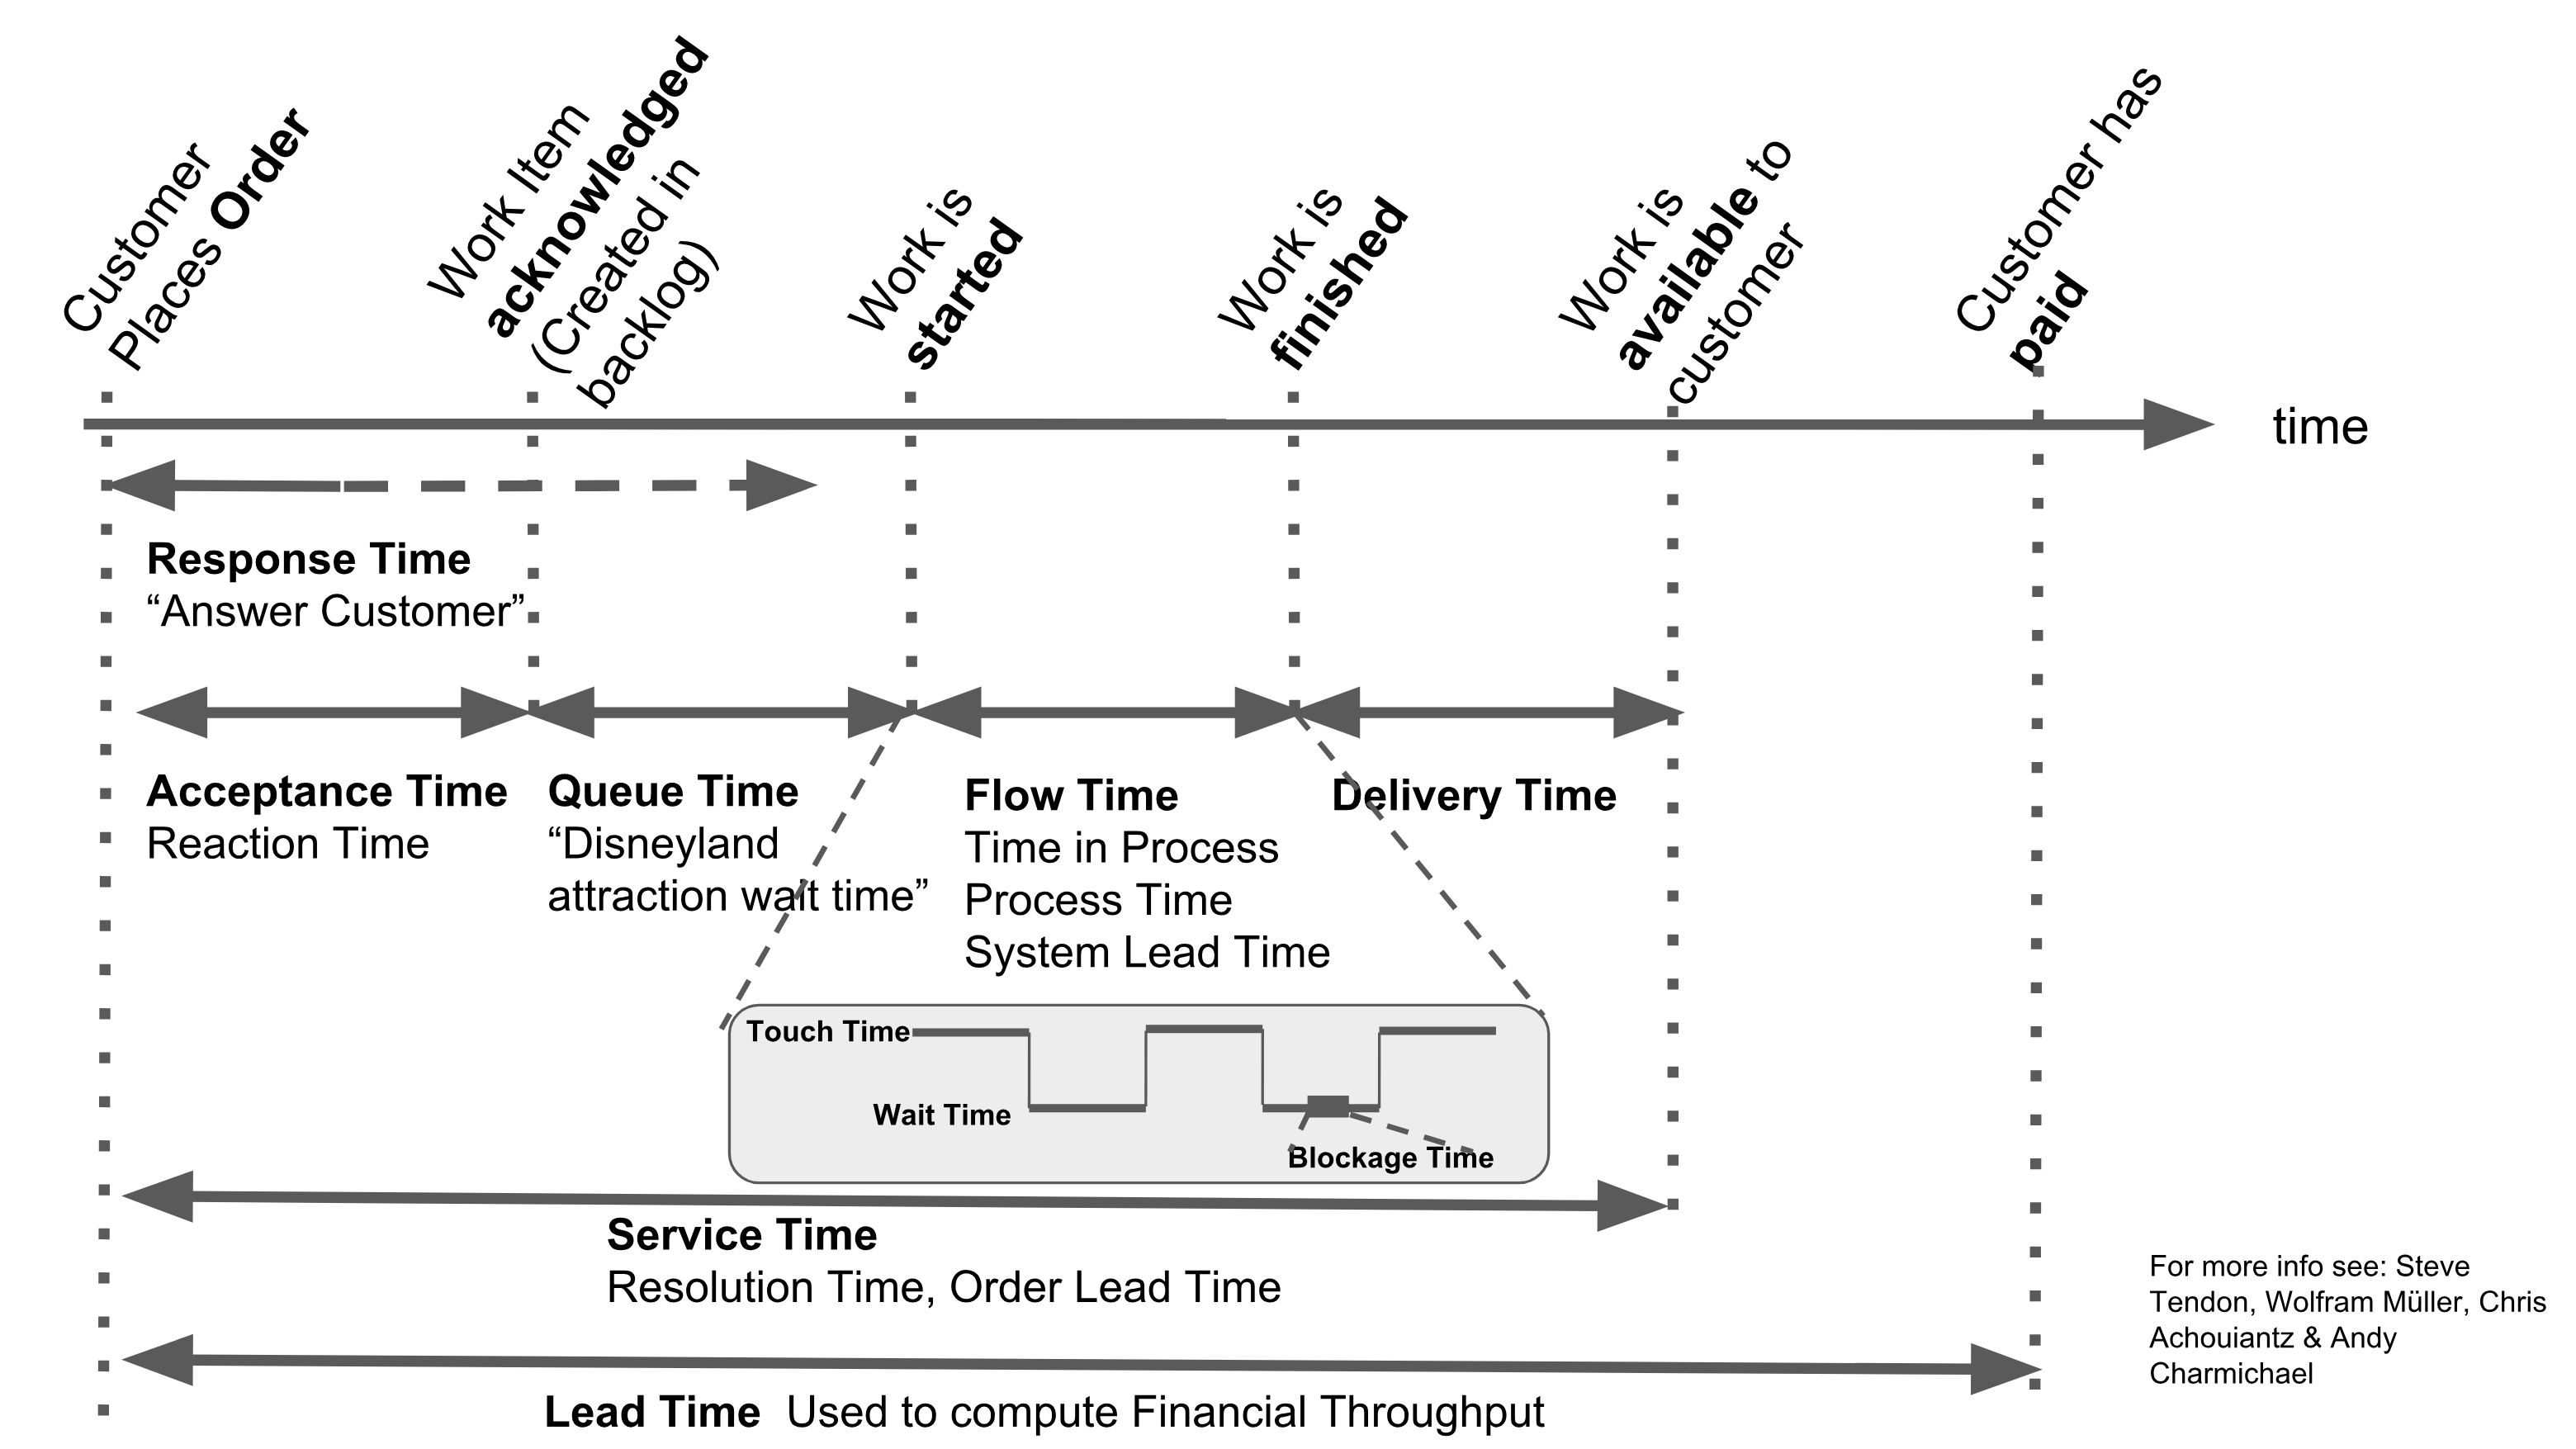 Customer
Places Order
Work Item
acknowledged
(Created in
backlog)
Work is
started
Work is
finished
Work is
available to
customer
Customer has
paid
time
Response Time
“Answer Customer”
Acceptance Time
Reaction Time
Queue Time
“Disneyland
attraction wait time”
Flow Time
Time in Process
Process Time
System Lead Time
Delivery Time
Touch Time
Wait Time
Blockage Time
Service Time
Resolution Time, Order Lead Time
Lead Time Used to compute Financial Throughput
For more info see: Steve
Tendon, Wolfram Müller, Chris
Achouiantz & Andy
Charmichael